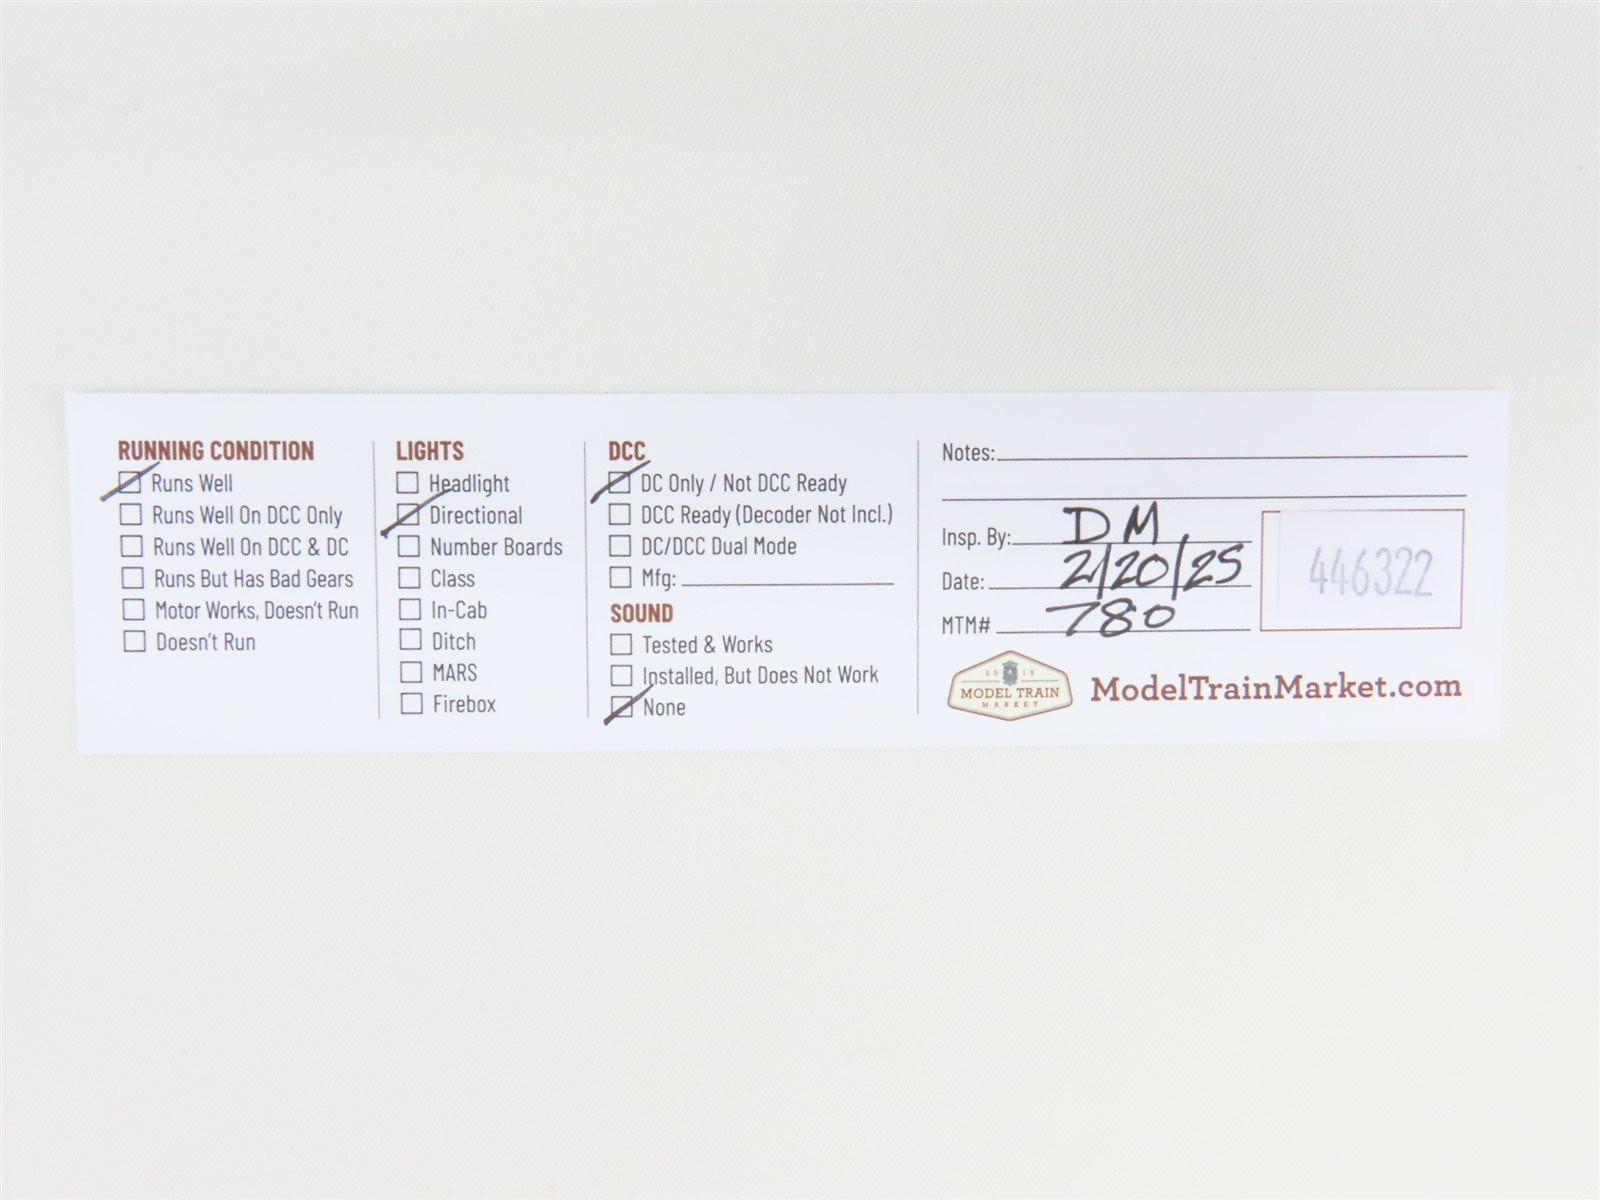 RUNNING CONDITION
Runs Well
Runs Well On DCC Only
Runs Well On DCC & DC
Runs But Has Bad Gears
Motor Works, Doesn't Run
Doesn't Run
LIGHTS
Headlight
Directional
Number Boards
Class
In-Cab
Ditch
MARS
Firebox
DCC
DC Only / Not DCC Ready
DCC Ready (Decoder Not Incl.)
DC/DCC Dual Mode
Mfg:
SOUND
Tested & Works
Installed, But Does Not Work
None
Notes:
Insp. By: DM
Date: 2/20/25
MTM# 780
446322
MODEL TRAIN
MARKET
ModelTrainMarket.com